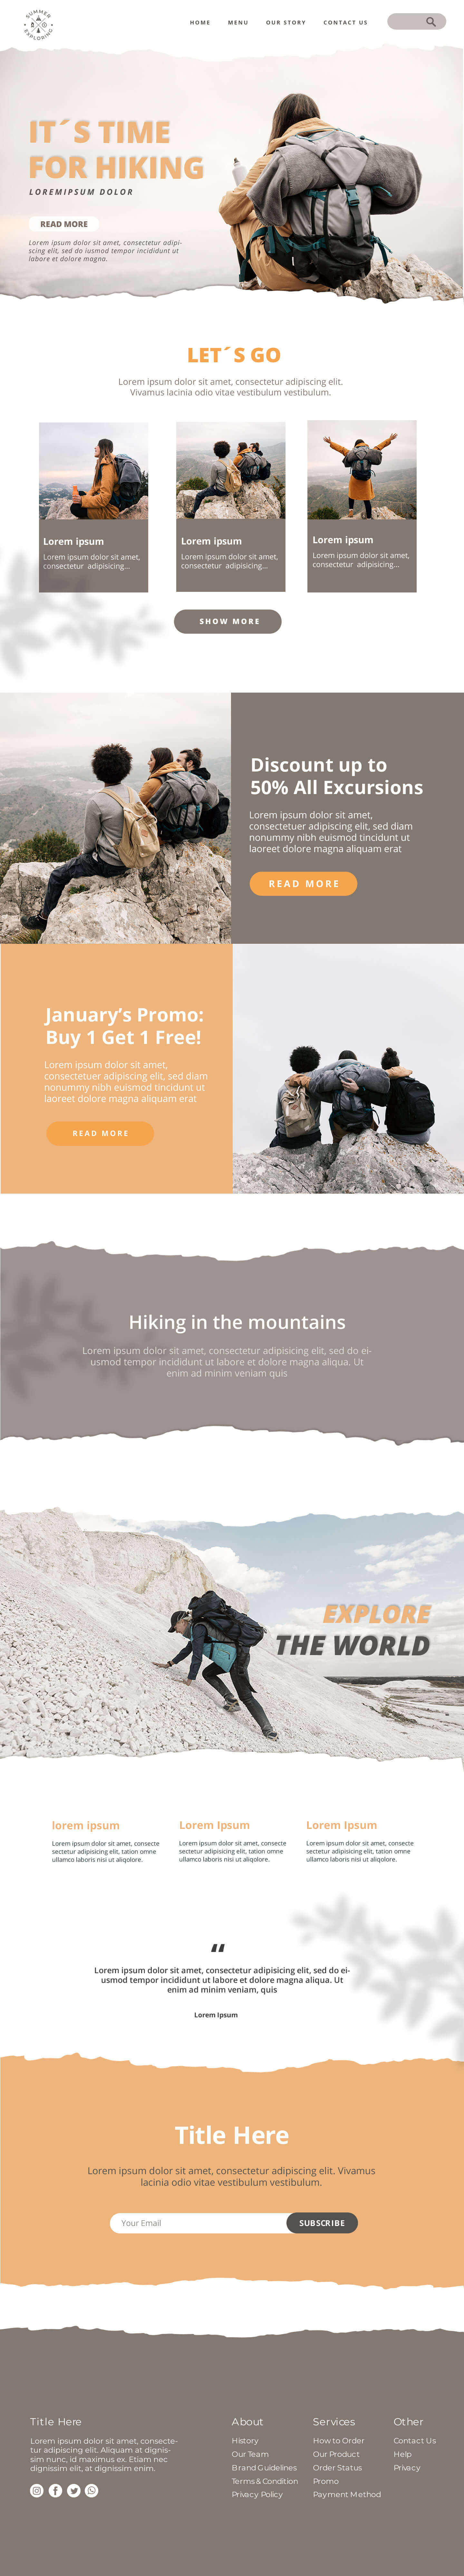 SUMMER
EXPLORING
HOME MENU OUR STORY CONTACT US
IT´S TIME
FOR HIKING
LOREMIPSUM DOLOR
READ MORE
Lorem ipsum dolor sit amet, consectetur adipi-
scing elit, sed do iusmod tempor incididunt ut
labore et dolore magna.
LET´S GO
Lorem ipsum dolor sit amet, consectetur adipiscing elit.
Vivamus lacinia odio vitae vestibulum vestibulum.
Lorem ipsum
Lorem ipsum dolor sit amet,
consectetur adipisicing...
Lorem ipsum
Lorem ipsum dolor sit amet,
consectetur adipisicing...
Lorem ipsum
Lorem ipsum dolor sit amet,
consectetur adipisicing...
SHOW MORE
Discount up to
50% All Excursions
Lorem ipsum dolor sit amet,
consectetuer adipiscing elit, sed diam
nonummy nibh euismod tincidunt ut
laoreet dolore magna aliquam erat
READ MORE
January’s Promo:
Buy 1 Get 1 Free!
Lorem ipsum dolor sit amet,
consectetuer adipiscing elit, sed diam
nonummy nibh euismod tincidunt ut
laoreet dolore magna aliquam erat
READ MORE
Hiking in the mountains
Lorem ipsum dolor sit amet, consectetur adipisicing elit, sed do ei-
usmod tempor incididunt ut labore et dolore magna aliqua. Ut
enim ad minim veniam quis
EXPLORE
THE WORLD
lorem ipsum
Lorem ipsum dolor sit amet, consecte
sectetur adipisicing elit, tation omne
ullamco laboris nisi ut aliqolore.
Lorem Ipsum
Lorem ipsum dolor sit amet, consecte
sectetur adipisicing elit, tation omne
ullamco laboris nisi ut aliqolore.
Lorem Ipsum
Lorem ipsum dolor sit amet, consecte
sectetur adipisicing elit, tation omne
ullamco laboris nisi ut aliqolore.
“
Lorem ipsum dolor sit amet, consectetur adipisicing elit, sed do ei-
usmod tempor incididunt ut labore et dolore magna aliqua. Ut
enim ad minim veniam, quis
Lorem Ipsum
Title Here
Lorem ipsum dolor sit amet, consectetur adipiscing elit. Vivamus
lacinia odio vitae vestibulum vestibulum.
Your Email SUBSCRIBE
Title Here
Lorem ipsum dolor sit amet, consecte-
tur adipiscing elit. Aliquam at dignis-
sim nunc, id maximus ex. Etiam nec
dignissim elit, at dignissim enim.
About
History
Our Team
Brand Guidelines
Terms & Condition
Privacy Policy
Services
How to Order
Our Product
Order Status
Promo
Payment Method
Other
Contact Us
Help
Privacy